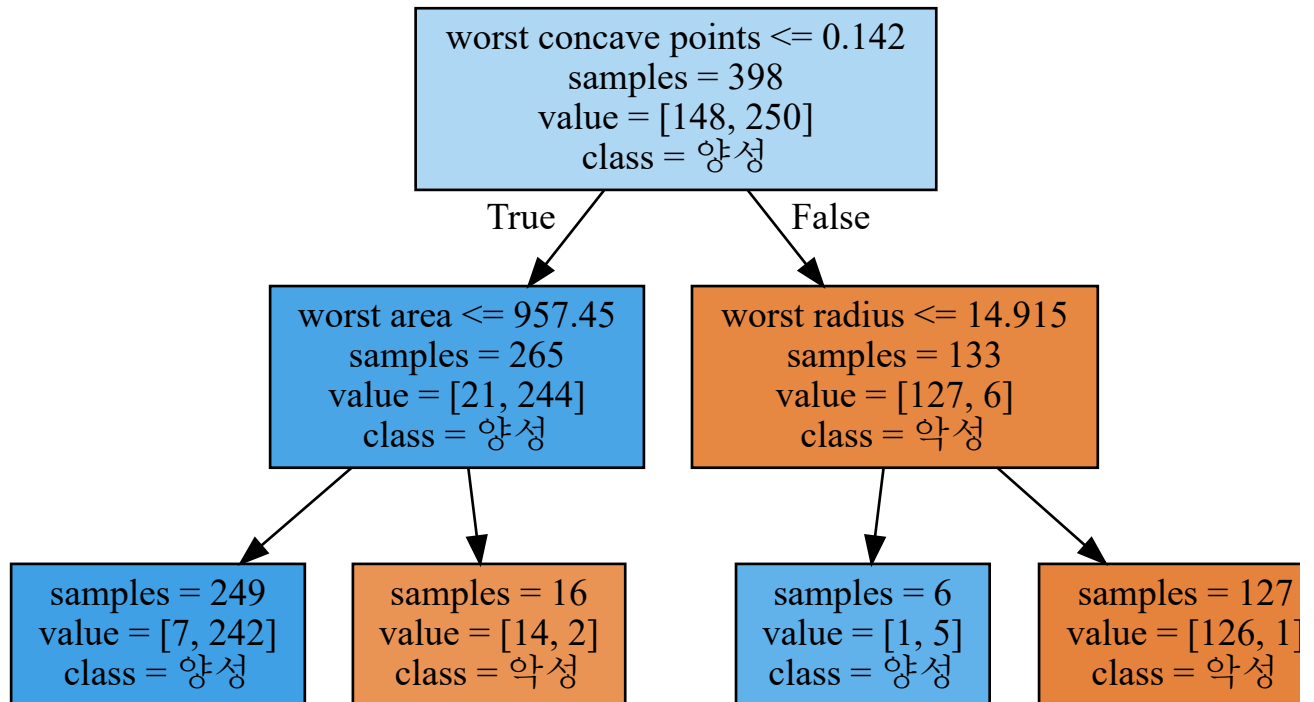 worst concave points <= 0.142
samples = 398
value = [148, 250]
class = 양성
True
False
worst area <= 957.45
samples = 265
value = [21, 244]
class = 양성
worst radius <= 14.915
samples = 133
value = [127, 6]
class = 악성
samples = 249
value = [7, 242]
class = 양성
samples = 16
value = [14, 2]
class = 악성
samples = 6
value = [1, 5]
class = 양성
samples = 127
value = [126, 1]
class = 악성